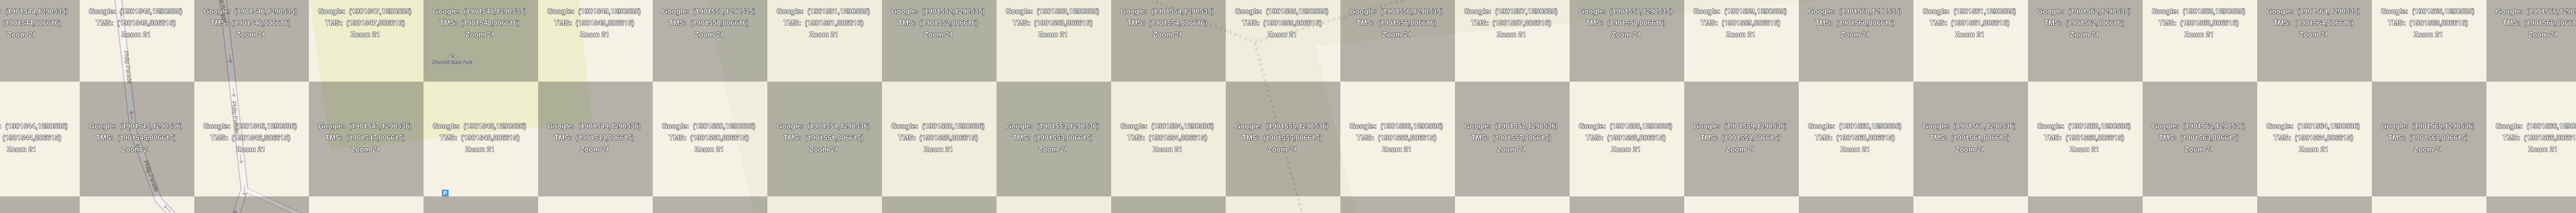 : (1901544,1290535)
(1901544,806616)
Zoom 21
Google: (1901545,1290535)
TMS: (1901545,806616)
Zoom 21
Google: (1901546,1290535)
TMS: (1901546,806616)
Zoom 21
Google: (1901547,1290535)
TMS: (1901547,806616)
Zoom 21
Google: (1901548,1290535)
TMS: (1901548,806616)
Zoom 21
Google: (1901549,1290535)
TMS: (1901549,806616)
Zoom 21
Google: (1901550,1290535)
TMS: (1901550,806616)
Zoom 21
Google: (1901551,1290535)
TMS: (1901551,806616)
Zoom 21
Google: (1901552,1290535)
TMS: (1901552,806616)
Zoom 21
Google: (1901553,1290535)
TMS: (1901553,806616)
Zoom 21
Google: (1901554,1290535)
TMS: (1901554,806616)
Zoom 21
Google: (1901555,1290535)
TMS: (1901555,806616)
Zoom 21
Google: (1901556,1290535)
TMS: (1901556,806616)
Zoom 21
Google: (1901557,1290535)
TMS: (1901557,806616)
Zoom 21
Google: (1901558,1290535)
TMS: (1901558,806616)
Zoom 21
Google: (1901559,1290535)
TMS: (1901559,806616)
Zoom 21
Google: (1901560,1290535)
TMS: (1901560,806616)
Zoom 21
Google: (1901561,1290535)
TMS: (1901561,806616)
Zoom 21
Google: (1901562,1290535)
TMS: (1901562,806616)
Zoom 21
Google: (1901563,1290535)
TMS: (1901563,806616)
Zoom 21
Google: (1901564,1290535)
TMS: (1901564,806616)
Zoom 21
Google: (1901565,1290535)
TMS: (1901565,806616)
Zoom 21
Zoom 21
Churchill State Park
: (1901544,1290536)
(1901544,806615)
Zoom 21
Google: (1901545,1290536)
TMS: (1901545,806615)
Zoom 21
Google: (1901546,1290536)
TMS: (1901546,806615)
Zoom 21
Google: (1901547,1290536)
TMS: (1901547,806615)
Zoom 21
Google: (1901548,1290536)
TMS: (1901548,806615)
Zoom 21
Google: (1901549,1290536)
TMS: (1901549,806615)
Zoom 21
Google: (1901550,1290536)
TMS: (1901550,806615)
Zoom 21
Google: (1901551,1290536)
TMS: (1901551,806615)
Zoom 21
Google: (1901552,1290536)
TMS: (1901552,806615)
Zoom 21
Google: (1901553,1290536)
TMS: (1901553,806615)
Zoom 21
Google: (1901554,1290536)
TMS: (1901554,806615)
Zoom 21
Google: (1901555,1290536)
TMS: (1901555,806615)
Zoom 21
Google: (1901556,1290536)
TMS: (1901556,806615)
Zoom 21
Google: (1901557,1290536)
TMS: (1901557,806615)
Zoom 21
Google: (1901558,1290536)
TMS: (1901558,806615)
Zoom 21
Google: (1901559,1290536)
TMS: (1901559,806615)
Zoom 21
Google: (1901560,1290536)
TMS: (1901560,806615)
Zoom 21
Google: (1901561,1290536)
TMS: (1901561,806615)
Zoom 21
Google: (1901562,1290536)
TMS: (1901562,806615)
Zoom 21
Google: (1901563,1290536)
TMS: (1901563,806615)
Zoom 21
Google: (1901564,1290536)
TMS: (1901564,806615)
Zoom 21
Google: (1901565,1290536)
TMS: (1901565,806615)
Zoom 21
Zoom 21
P